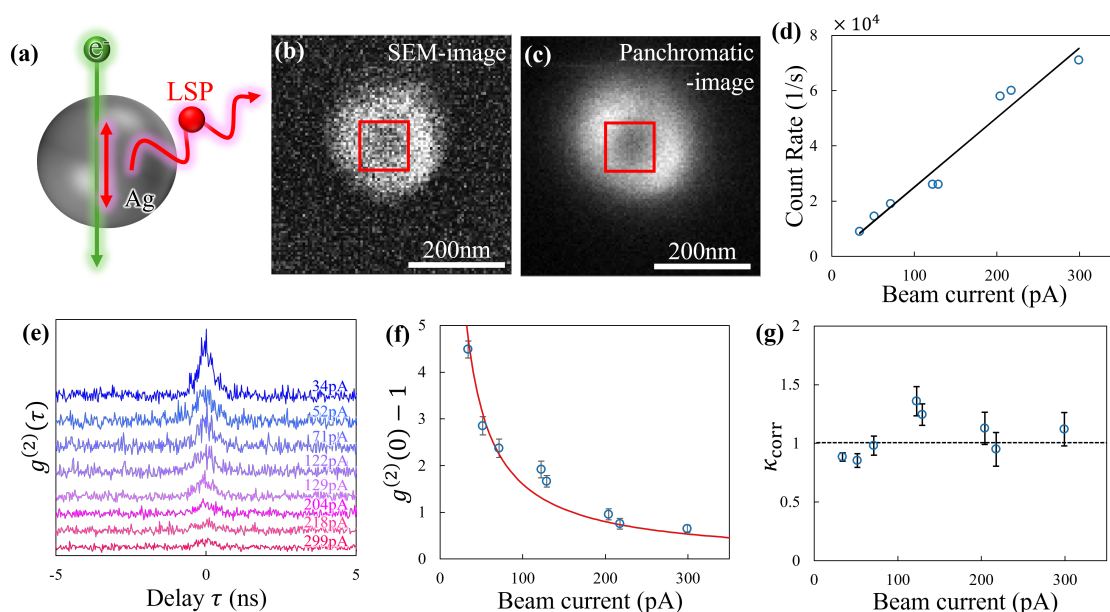 (a)
e⁻
LSP
Ag
(b)
SEM-image
200nm
(c)
Panchromatic
-image
200nm
(d)
× 10⁴
8
6
4
2
0
Count Rate (1/s)
0 100 200 300
Beam current (pA)
(e)
g⁽²⁾(τ)
34pA
52pA
71pA
122pA
129pA
204pA
218pA
299pA
-5 0 5
Delay τ (ns)
(f)
g⁽²⁾(0) − 1
5
4
3
2
1
0
0 100 200 300
Beam current (pA)
(g)
κcorr
2
1.5
1
0.5
0
0 100 200 300
Beam current (pA)